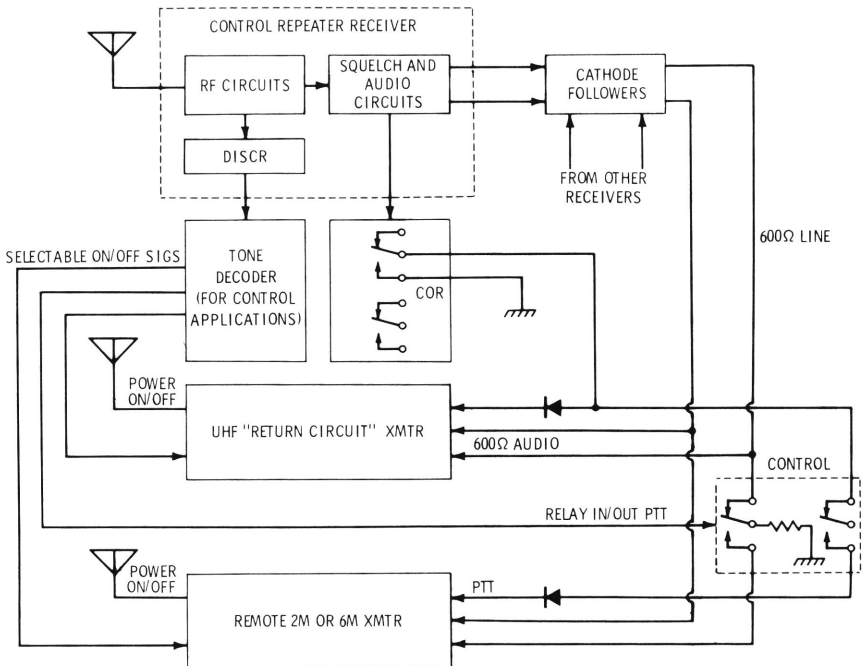 CONTROL REPEATER RECEIVER
RF CIRCUITS
SQUELCH AND
AUDIO
CIRCUITS
CATHODE
FOLLOWERS
DISCR
FROM OTHER
RECEIVERS
600Ω LINE
SELECTABLE ON/OFF SIGS
TONE
DECODER
(FOR CONTROL
APPLICATIONS)
COR
POWER
ON/OFF
UHF "RETURN CIRCUIT" XMTR
600Ω AUDIO
CONTROL
RELAY IN/OUT PTT
POWER
ON/OFF
PTT
REMOTE 2M OR 6M XMTR